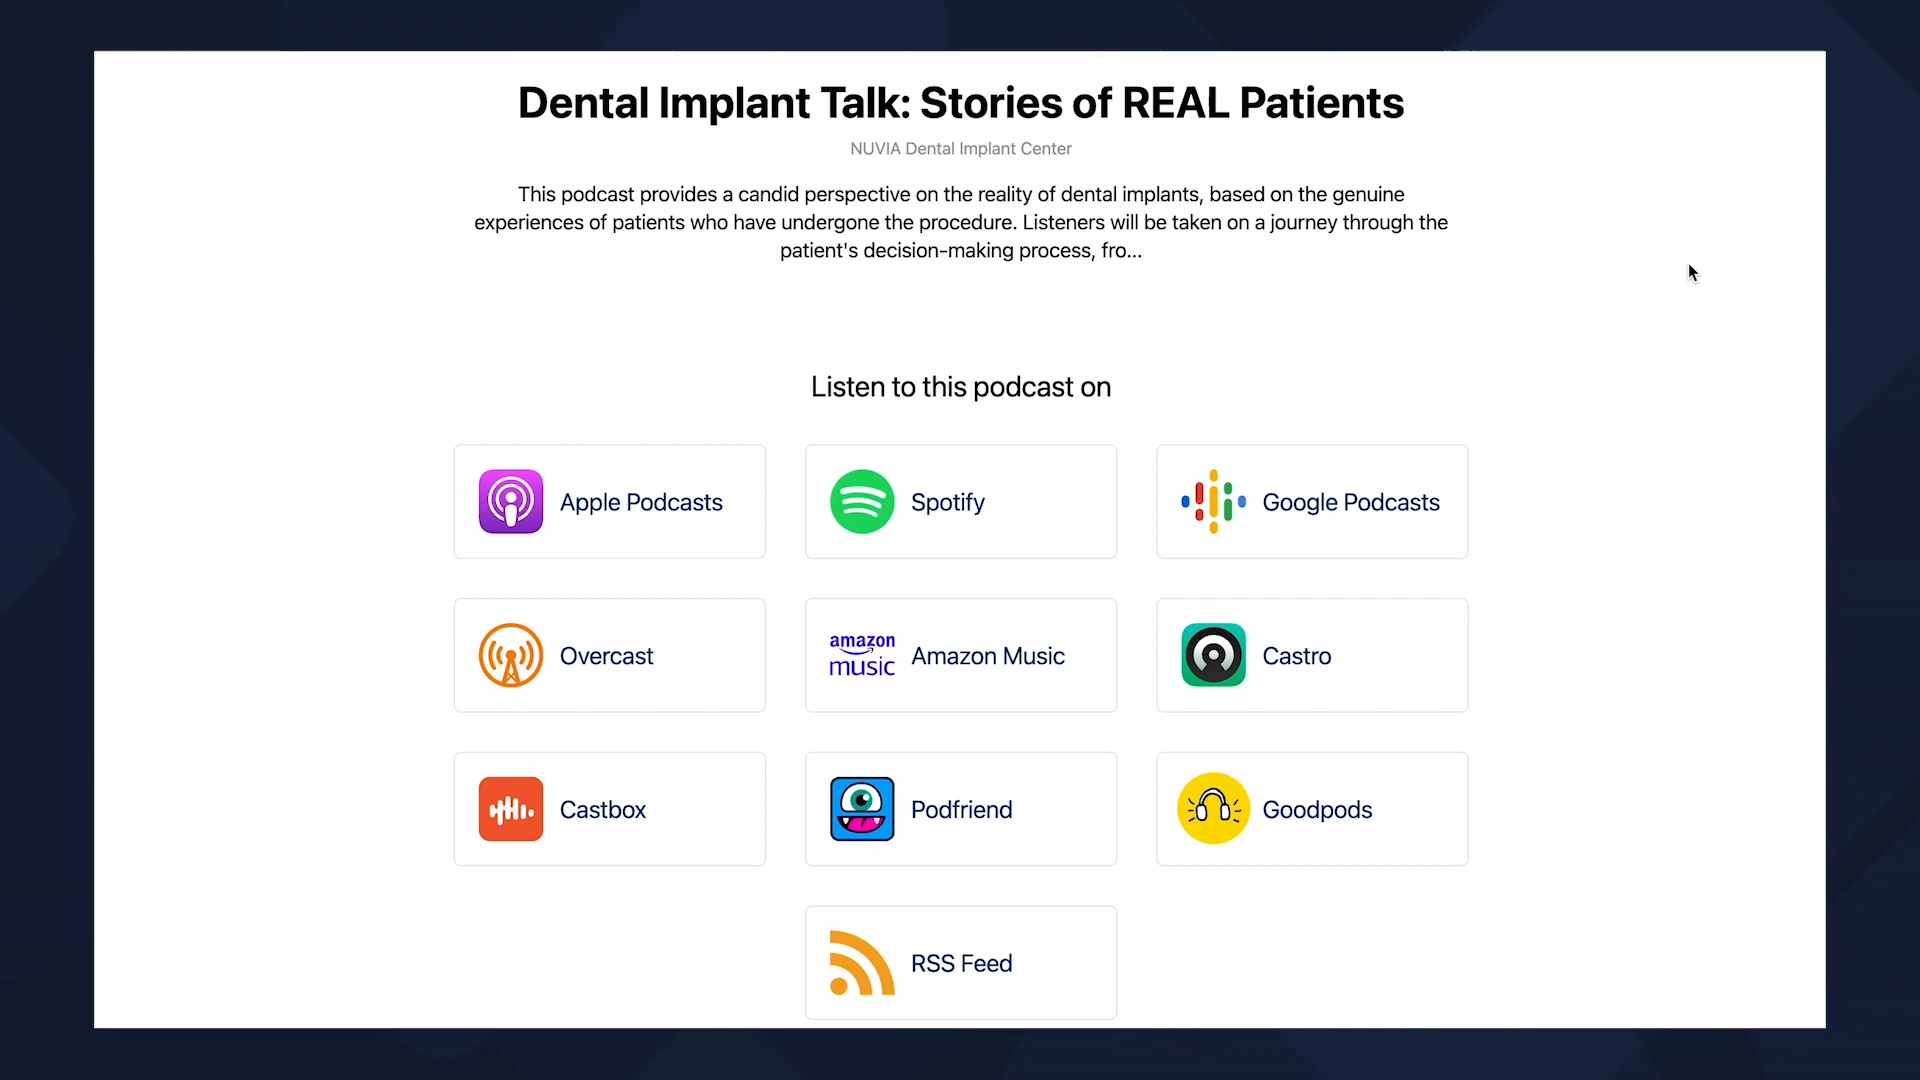 Dental Implant Talk: Stories of REAL Patients
NUVIA Dental Implant Center
This podcast provides a candid perspective on the reality of dental implants, based on the genuine
experiences of patients who have undergone the procedure. Listeners will be taken on a journey through the
patient's decision-making process, fro...
Listen to this podcast on
Apple Podcasts
Spotify
Google Podcasts
Overcast
amazon
music
Amazon Music
Castro
Castbox
Podfriend
Goodpods
RSS Feed